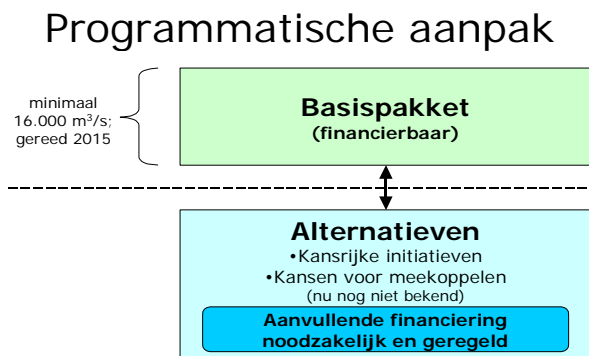 Programmatische aanpak
minimaal
16.000 m³/s;
gereed 2015
Basispakket
(financierbaar)
Alternatieven
•Kansrijke initiatieven
•Kansen voor meekoppelen
(nu nog niet bekend)
Aanvullende financiering
noodzakelijk en geregeld